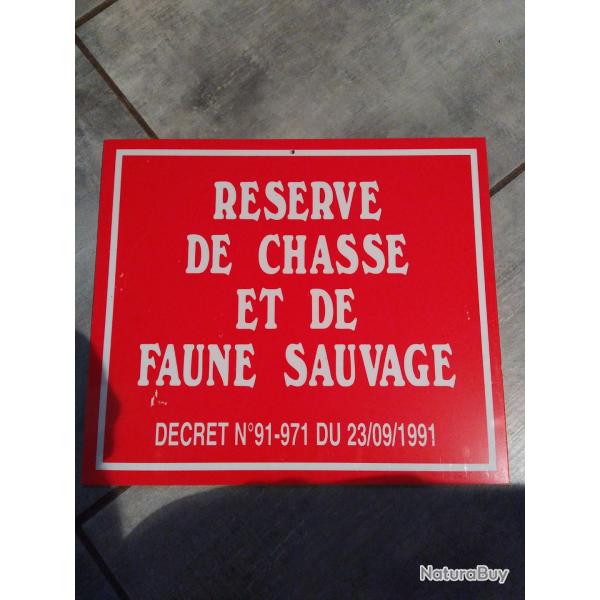 RESERVE
DE CHASSE
ET DE
FAUNE SAUVAGE
DECRET N°91-971 DU 23/09/1991
NaturaBuy